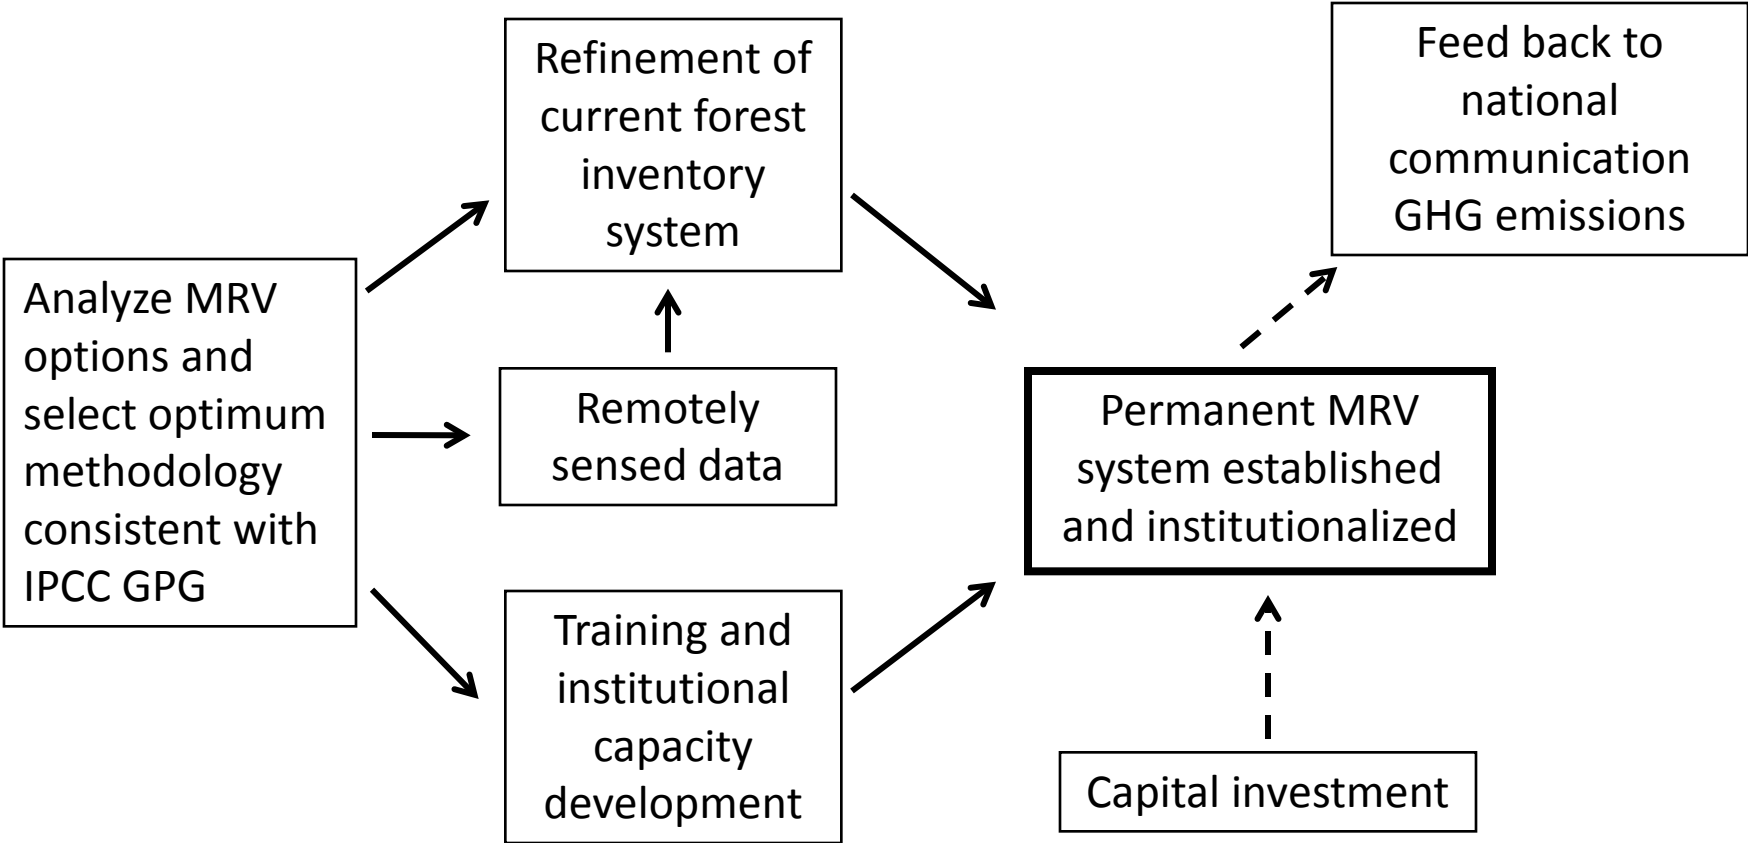 Analyze MRV
options and
select optimum
methodology
consistent with
IPCC GPG
Refinement of
current forest
inventory
system
Remotely
sensed data
Training and
institutional
capacity
development
Feed back to
national
communication
GHG emissions
Permanent MRV
system established
and institutionalized
Capital investment